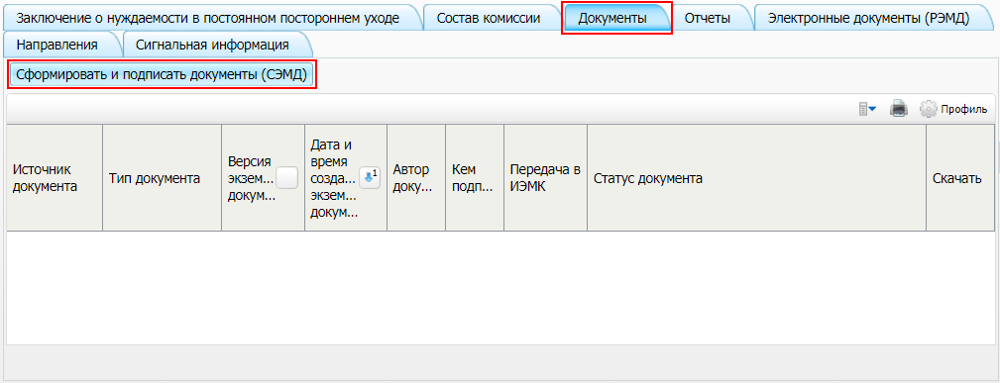 Заключение о нуждаемости в постоянном постороннем уходе
Состав комиссии
Документы
Отчеты
Электронные документы (РЭМД)
Направления
Сигнальная информация
Сформировать и подписать документы (СЭМД)
Профиль
Источник
документа
Тип документа
Версия
экзем...
докум...
Дата и
время
созда...
экзем...
докум...
1
Автор
доку...
Кем
подп...
Передача в
ИЭМК
Статус документа
Скачать